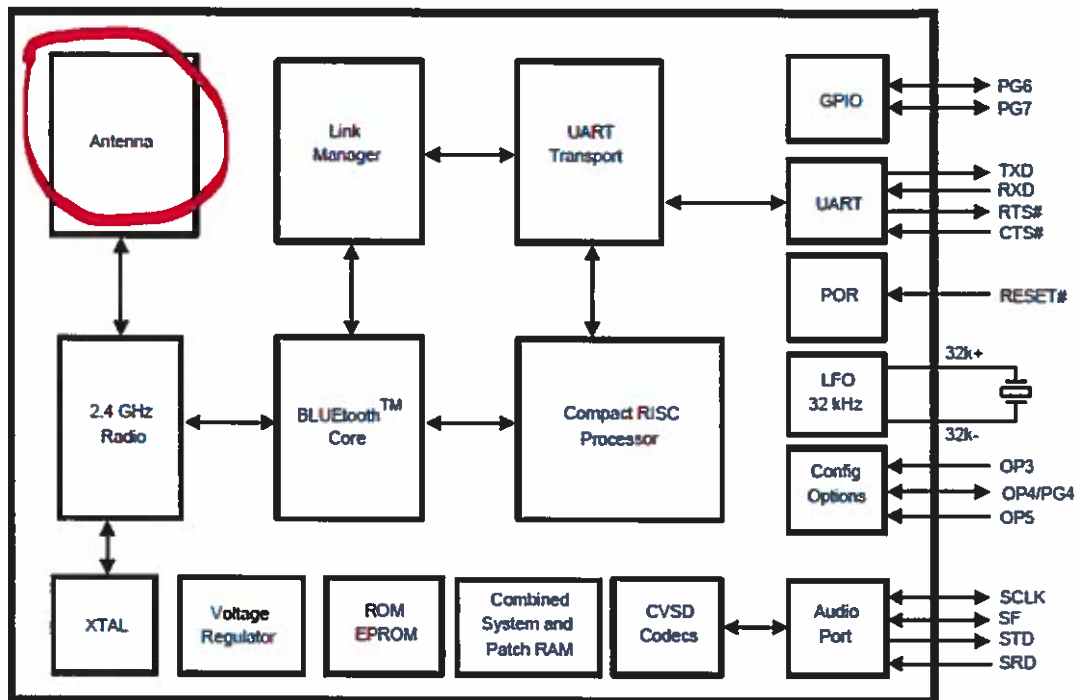 Antenna
Link
Manager
UART
Transport
GPIO
PG6
PG7
UART
TXD
RXD
RTS#
CTS#
POR
RESET#
2.4 GHz
Radio
BLUEtooth™
Core
Compact RISC
Processor
LFO
32 kHz
32k+
32k-
Config
Options
OP3
OP4/PG4
OP5
XTAL
Voltage
Regulator
ROM
EPROM
Combined
System and
Patch RAM
CVSD
Codecs
Audio
Port
SCLK
SF
STD
SRD